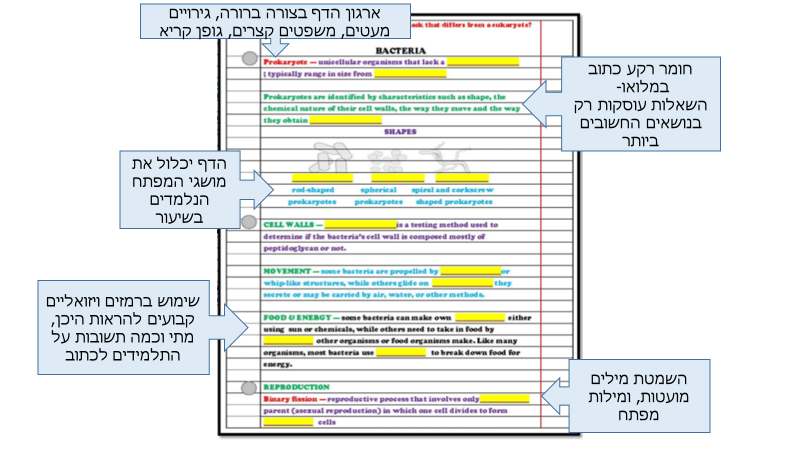 ארגון הדף בצורה ברורה, גירויים
מעטים, משפטים קצרים, גופן קריא
that differs from a eukaryote?
BACTERIA
Prokaryote — unicellular organisms that lack a
; typically range in size from
Prokaryotes are identified by characteristics such as shape, the
chemical nature of their cell walls, the way they move and the way
they obtain
SHAPES
rod-shaped spherical spiral and corkscrew
prokaryotes prokaryotes shaped prokaryotes
CELL WALLS — is a testing method used to
determine if the bacteria's cell wall is composed mostly of
peptidoglycan or not.
MOVEMENT — some bacteria are propelled by or
whip-like structures, while others glide on they
secrete or may be carried by air, water, or other methods.
FOOD & ENERGY — some bacteria can make own either
using sun or chemicals, while others need to take in food by
other organisms or food organisms make. Like many
organisms, most bacteria use to break down food for
energy.
REPRODUCTION
Binary fission — reproductive process that involves only
parent (asexual reproduction) in which one cell divides to form
cells
חומר רקע כתוב
במלואו-
השאלות עוסקות רק
בנושאים החשובים
ביותר
הדף יכלול את
מושגי המפתח
הנלמדים
בשיעור
שימוש ברמזים ויזואליים
קבועים להראות היכן,
מתי וכמה תשובות על
התלמידים לכתוב
השמטת מילים
מועטות, ומילות
מפתח